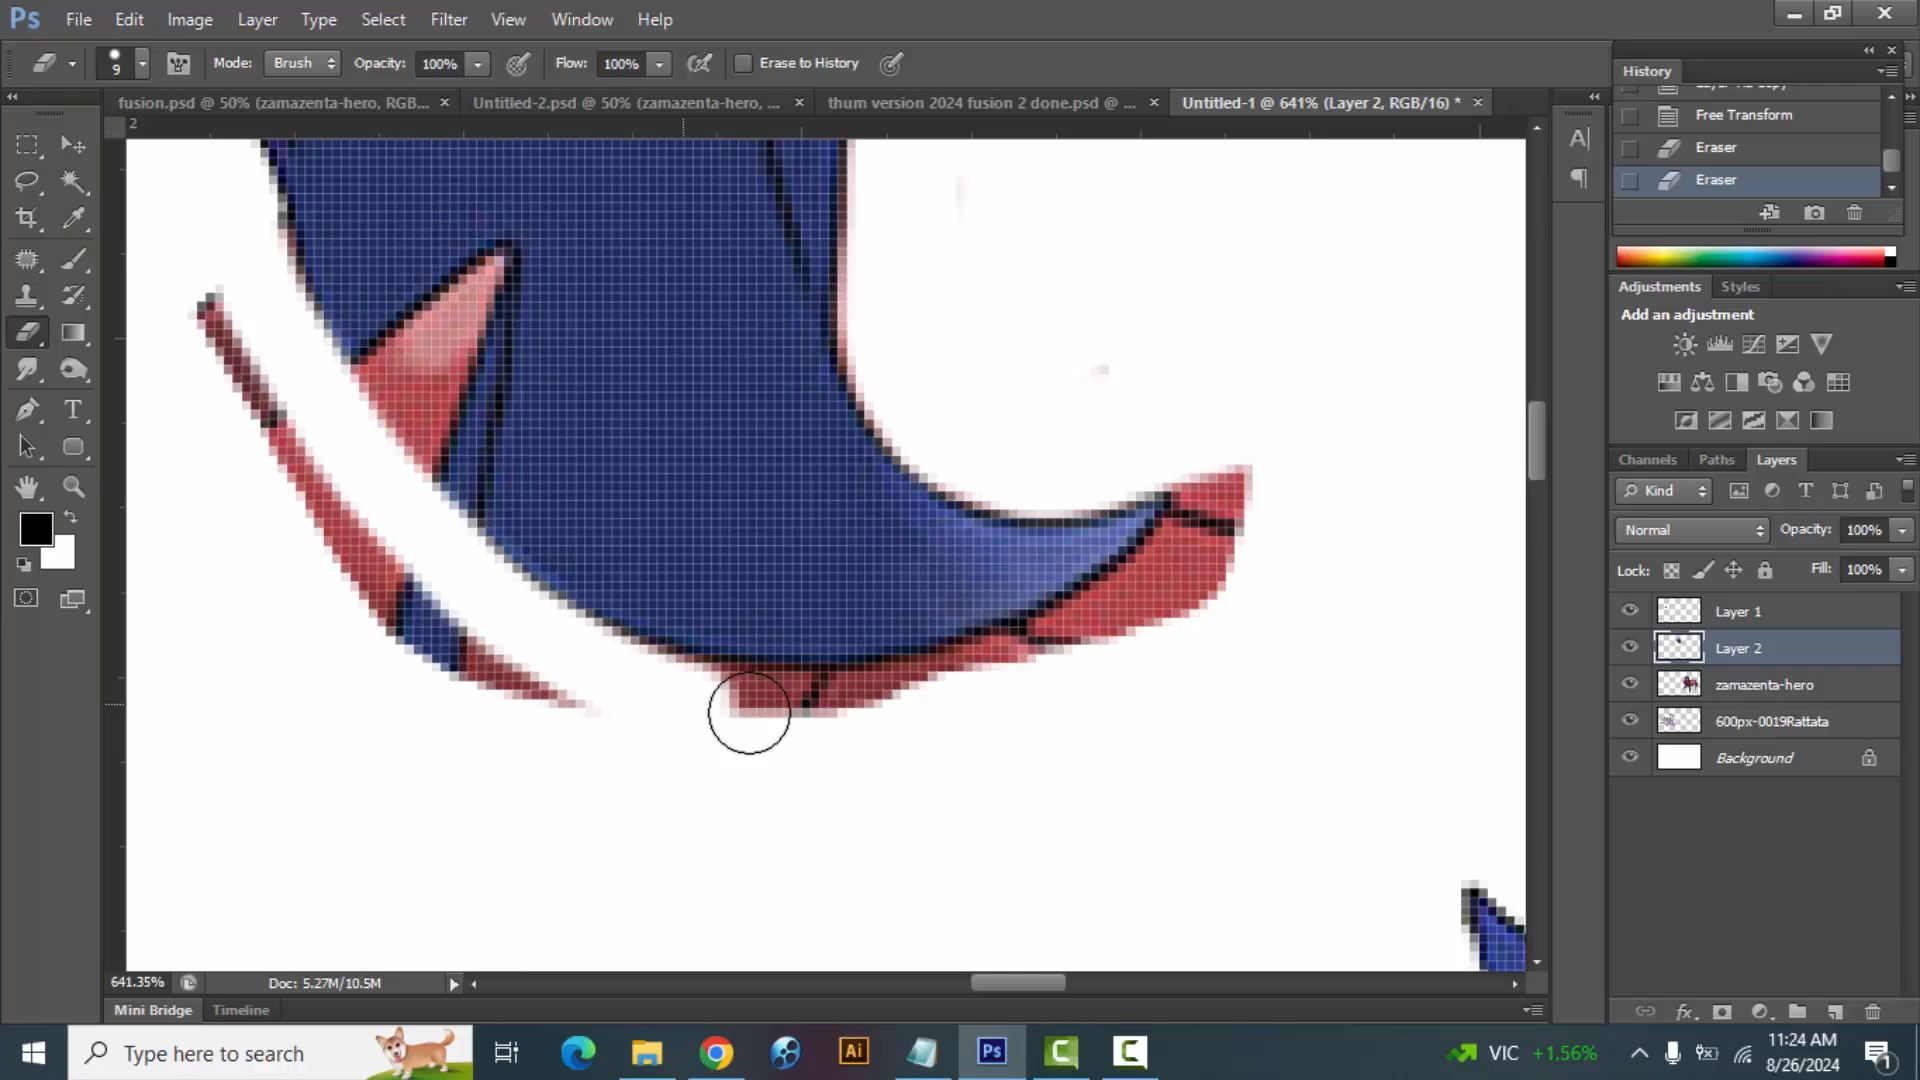 Ps File Edit Image Layer Type Select Filter View Window Help
9 Mode: Brush Opacity: 100% Flow: 100% Erase to History
fusion.psd @ 50% (zamazenta-hero, RGB... × Untitled-2.psd @ 50% (zamazenta-hero, ... × thum version 2024 fusion 2 done.psd @ ... × Untitled-1 @ 641% (Layer 2, RGB/16) * ×
2
History
Free Transform
Eraser
Eraser
Adjustments Styles
Add an adjustment
Channels Paths Layers
Kind
Normal Opacity: 100%
Lock: Fill: 100%
Layer 1
Layer 2
zamazenta-hero
600px-0019Rattata
Background
641.35% Doc: 5.27M/10.5M
Mini Bridge Timeline
Type here to search
Ai Ps
VIC +1,56%
11:24 AM
8/26/2024
1